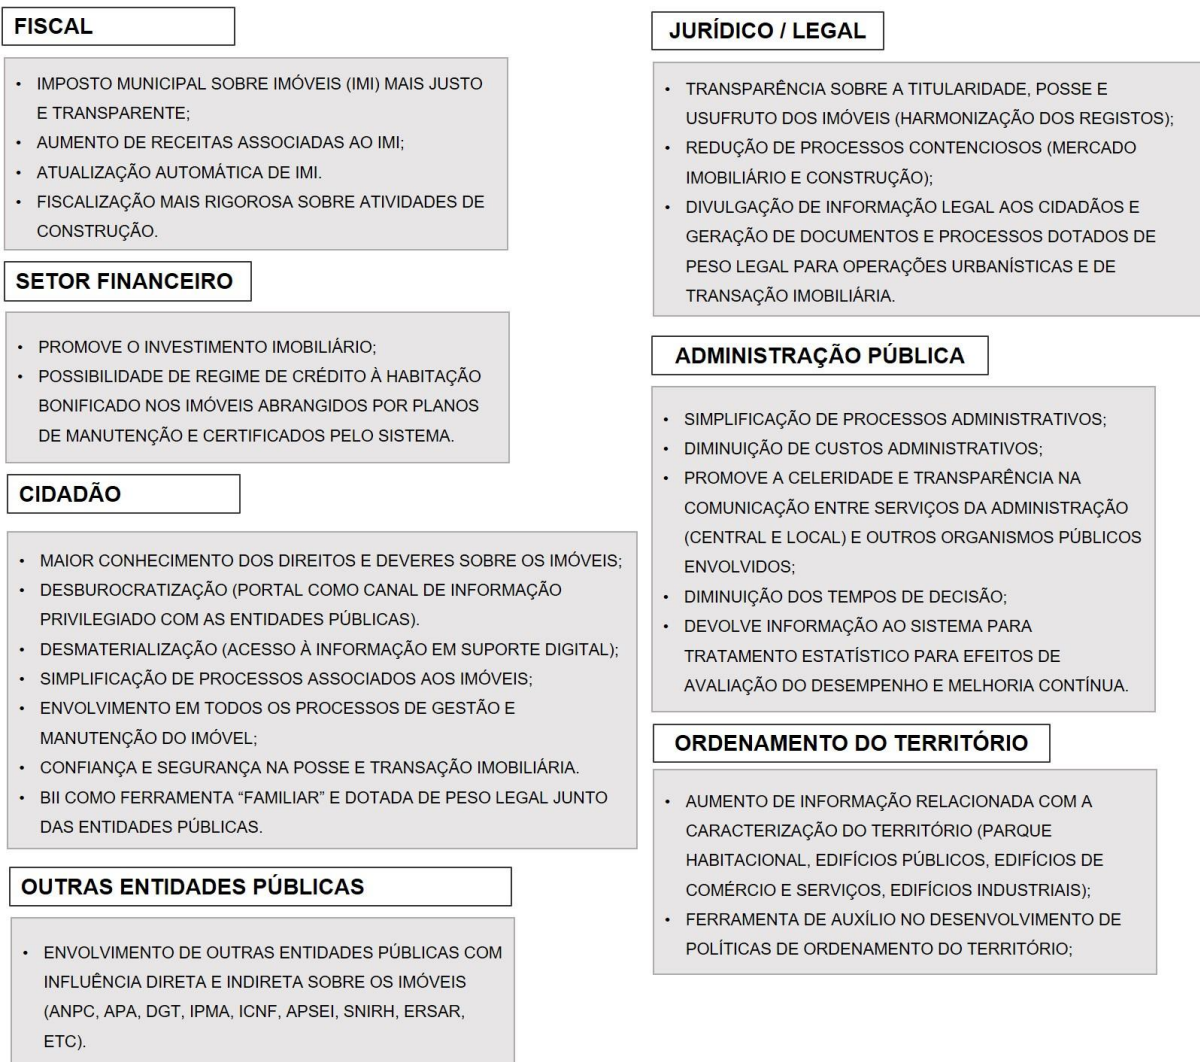 FISCAL
• IMPOSTO MUNICIPAL SOBRE IMÓVEIS (IMI) MAIS JUSTO
E TRANSPARENTE;
• AUMENTO DE RECEITAS ASSOCIADAS AO IMI;
• ATUALIZAÇÃO AUTOMÁTICA DE IMI.
• FISCALIZAÇÃO MAIS RIGOROSA SOBRE ATIVIDADES DE
CONSTRUÇÃO.
SETOR FINANCEIRO
• PROMOVE O INVESTIMENTO IMOBILIÁRIO;
• POSSIBILIDADE DE REGIME DE CRÉDITO À HABITAÇÃO
BONIFICADO NOS IMÓVEIS ABRANGIDOS POR PLANOS
DE MANUTENÇÃO E CERTIFICADOS PELO SISTEMA.
CIDADÃO
• MAIOR CONHECIMENTO DOS DIREITOS E DEVERES SOBRE OS IMÓVEIS;
• DESBUROCRATIZAÇÃO (PORTAL COMO CANAL DE INFORMAÇÃO
PRIVILEGIADO COM AS ENTIDADES PÚBLICAS).
• DESMATERIALIZAÇÃO (ACESSO À INFORMAÇÃO EM SUPORTE DIGITAL);
• SIMPLIFICAÇÃO DE PROCESSOS ASSOCIADOS AOS IMÓVEIS;
• ENVOLVIMENTO EM TODOS OS PROCESSOS DE GESTÃO E
MANUTENÇÃO DO IMÓVEL;
• CONFIANÇA E SEGURANÇA NA POSSE E TRANSAÇÃO IMOBILIÁRIA.
• BII COMO FERRAMENTA “FAMILIAR” E DOTADA DE PESO LEGAL JUNTO
DAS ENTIDADES PÚBLICAS.
OUTRAS ENTIDADES PÚBLICAS
• ENVOLVIMENTO DE OUTRAS ENTIDADES PÚBLICAS COM
INFLUÊNCIA DIRETA E INDIRETA SOBRE OS IMÓVEIS
(ANPC, APA, DGT, IPMA, ICNF, APSEI, SNIRH, ERSAR,
ETC).
JURÍDICO / LEGAL
• TRANSPARÊNCIA SOBRE A TITULARIDADE, POSSE E
USUFRUTO DOS IMÓVEIS (HARMONIZAÇÃO DOS REGISTOS);
• REDUÇÃO DE PROCESSOS CONTENCIOSOS (MERCADO
IMOBILIÁRIO E CONSTRUÇÃO);
• DIVULGAÇÃO DE INFORMAÇÃO LEGAL AOS CIDADÃOS E
GERAÇÃO DE DOCUMENTOS E PROCESSOS DOTADOS DE
PESO LEGAL PARA OPERAÇÕES URBANÍSTICAS E DE
TRANSAÇÃO IMOBILIÁRIA.
ADMINISTRAÇÃO PÚBLICA
• SIMPLIFICAÇÃO DE PROCESSOS ADMINISTRATIVOS;
• DIMINUIÇÃO DE CUSTOS ADMINISTRATIVOS;
• PROMOVE A CELERIDADE E TRANSPARÊNCIA NA
COMUNICAÇÃO ENTRE SERVIÇOS DA ADMINISTRAÇÃO
(CENTRAL E LOCAL) E OUTROS ORGANISMOS PÚBLICOS
ENVOLVIDOS;
• DIMINUIÇÃO DOS TEMPOS DE DECISÃO;
• DEVOLVE INFORMAÇÃO AO SISTEMA PARA
TRATAMENTO ESTATÍSTICO PARA EFEITOS DE
AVALIAÇÃO DO DESEMPENHO E MELHORIA CONTÍNUA.
ORDENAMENTO DO TERRITÓRIO
• AUMENTO DE INFORMAÇÃO RELACIONADA COM A
CARACTERIZAÇÃO DO TERRITÓRIO (PARQUE
HABITACIONAL, EDIFÍCIOS PÚBLICOS, EDIFÍCIOS DE
COMÉRCIO E SERVIÇOS, EDIFÍCIOS INDUSTRIAIS);
• FERRAMENTA DE AUXÍLIO NO DESENVOLVIMENTO DE
POLÍTICAS DE ORDENAMENTO DO TERRITÓRIO;